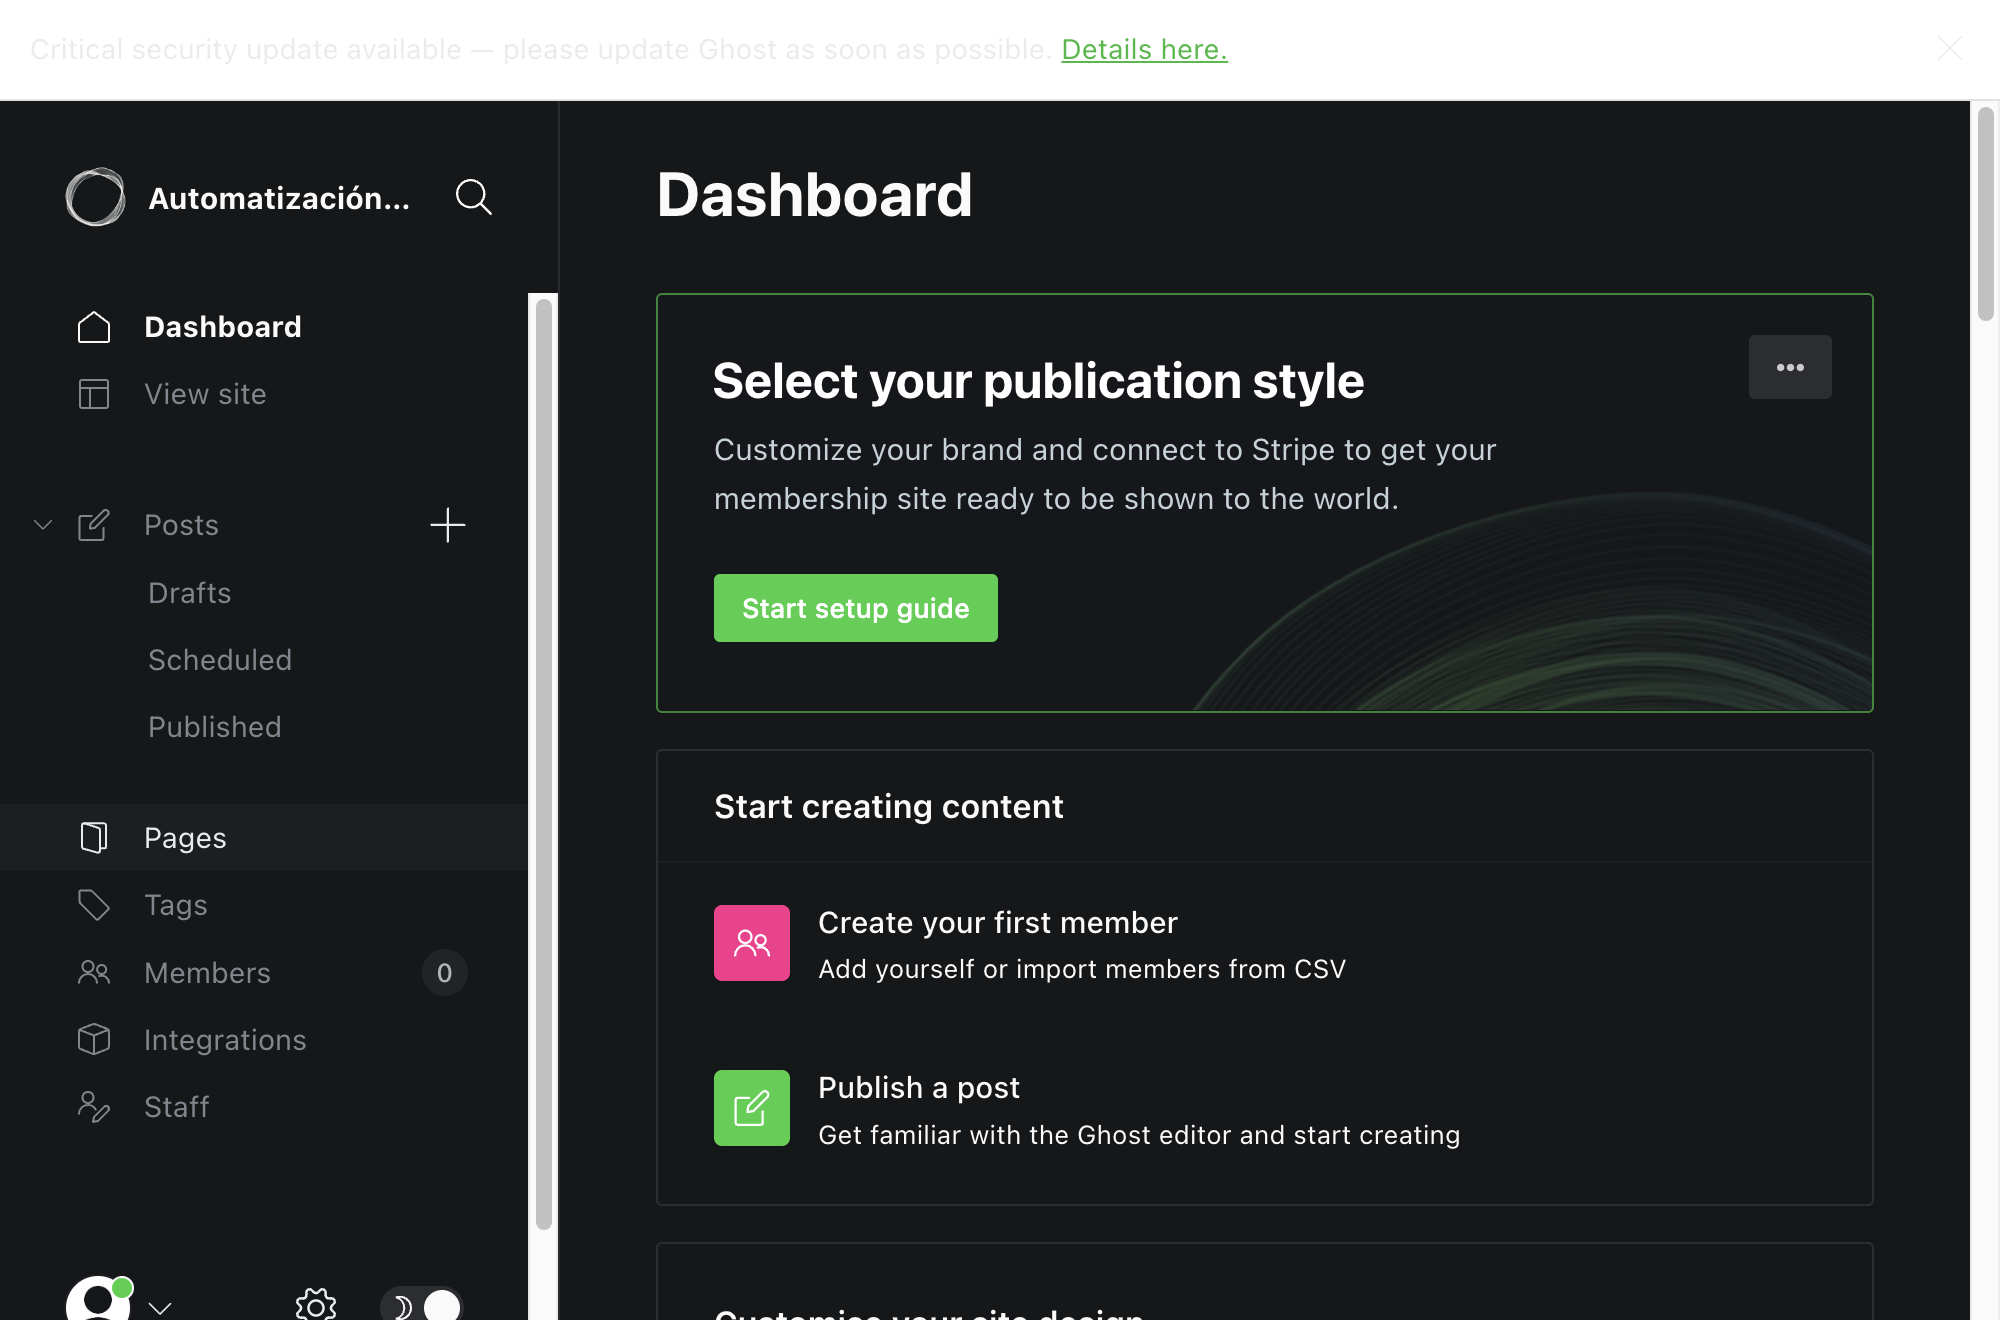 Critical security update available — please update Ghost as soon as possible. Details here.
Automatización...
Dashboard
View site
Posts
Drafts
Scheduled
Published
Pages
Tags
Members 0
Integrations
Staff
Dashboard
Select your publication style
Customize your brand and connect to Stripe to get your
membership site ready to be shown to the world.
Start setup guide
Start creating content
Create your first member
Add yourself or import members from CSV
Publish a post
Get familiar with the Ghost editor and start creating
Customise your site design